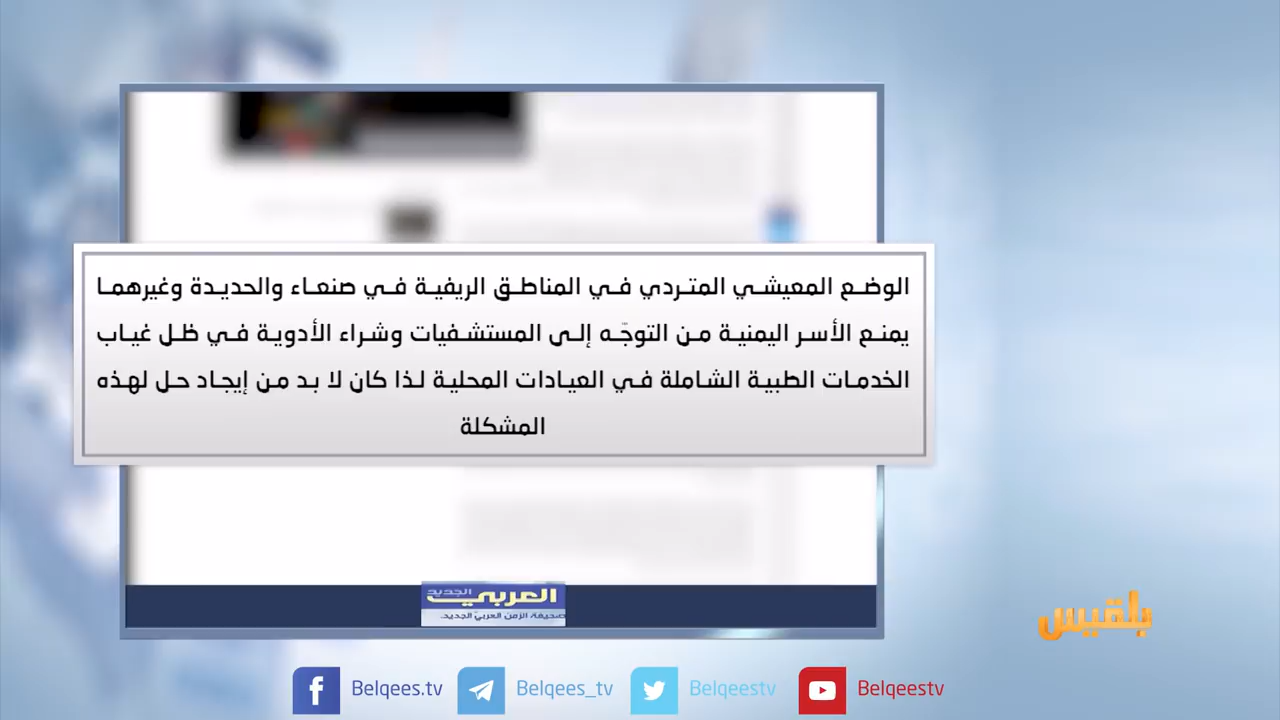 الوضع المعيشي المتردي في المناطق الريفية في صنعاء والحديدة وغيرهما
يمنع الأسر اليمنية من التوجّه إلى المستشفيات وشراء الأدوية في ظل غياب
الخدمات الطبية الشاملة في العيادات المحلية لذا كان لا بد من إيجاد حل لهذه
المشكلة
العربي الجديد
صحيفة الزمن العربيّ الجديد.
بلقيس
Belqees.tv
Belqees_tv
Belqeestv
Belqeestv